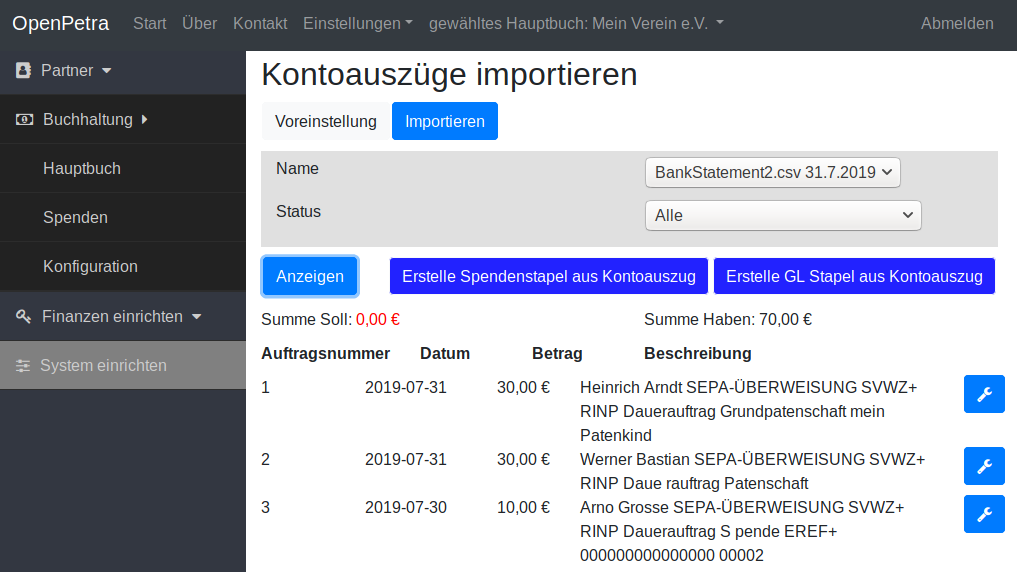 OpenPetra Start Über Kontakt Einstellungen gewähltes Hauptbuch: Mein Verein e.V. Abmelden
Partner
Buchhaltung
Hauptbuch
Spenden
Konfiguration
Finanzen einrichten
System einrichten
Kontoauszüge importieren
Voreinstellung Importieren
Name BankStatement2.csv 31.7.2019
Status Alle
Anzeigen Erstelle Spendenstapel aus Kontoauszug Erstelle GL Stapel aus Kontoauszug
Summe Soll: 0,00 € Summe Haben: 70,00 €
Auftragsnummer Datum Betrag Beschreibung
1 2019-07-31 30,00 € Heinrich Arndt SEPA-ÜBERWEISUNG SVWZ+
RINP Dauerauftrag Grundpatenschaft mein
Patenkind
2 2019-07-31 30,00 € Werner Bastian SEPA-ÜBERWEISUNG SVWZ+
RINP Daue rauftrag Patenschaft
3 2019-07-30 10,00 € Arno Grosse SEPA-ÜBERWEISUNG SVWZ+
RINP Dauerauftrag S pende EREF+
000000000000000 00002